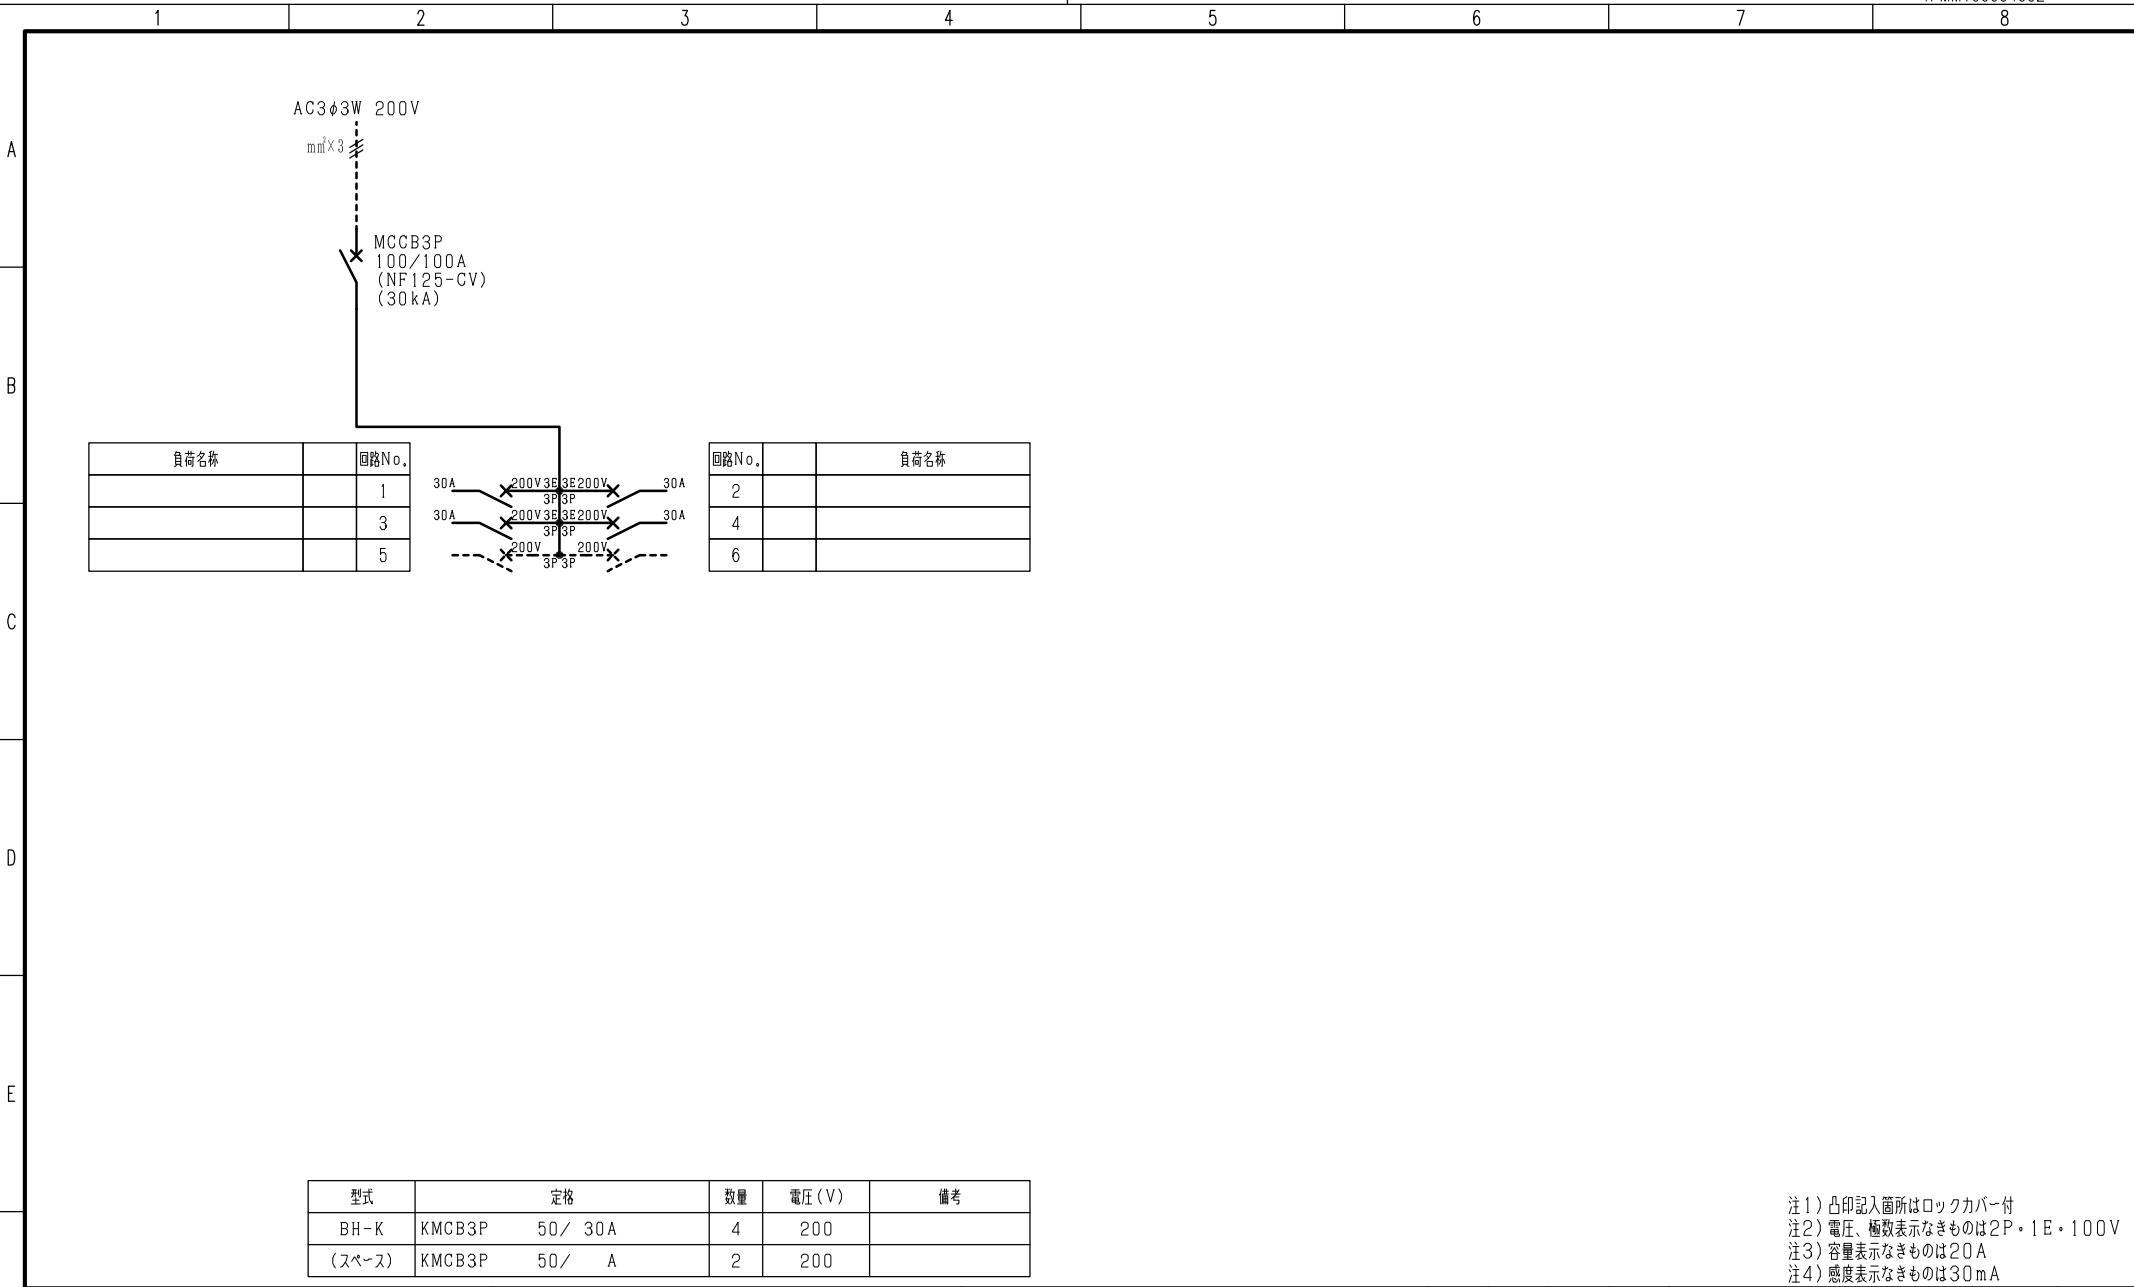 1 2 3 4 5 6 7 8
A
AC3φ3W 200V
mm²×3
MCCB3P
100/100A
(NF125-CV)
(30kA)
B
負荷名称 回路No. 回路No. 負荷名称
1 30A 200V 3E 3E 200V 30A 2
3P 3P
3 30A 200V 3E 3E 200V 30A 4
3P 3P
5 200V 200V 6
3P 3P
C
D
E
型式 定格 数量 電圧(V) 備考
BH-K KMCB3P 50/ 30A 4 200
(スペース) KMCB3P 50/ A 2 200
注1)凸印記入箇所はロックカバー付
注2)電圧、極数表示なきものは2P・1E・100V
注3)容量表示なきものは20A
注4)感度表示なきものは30mA